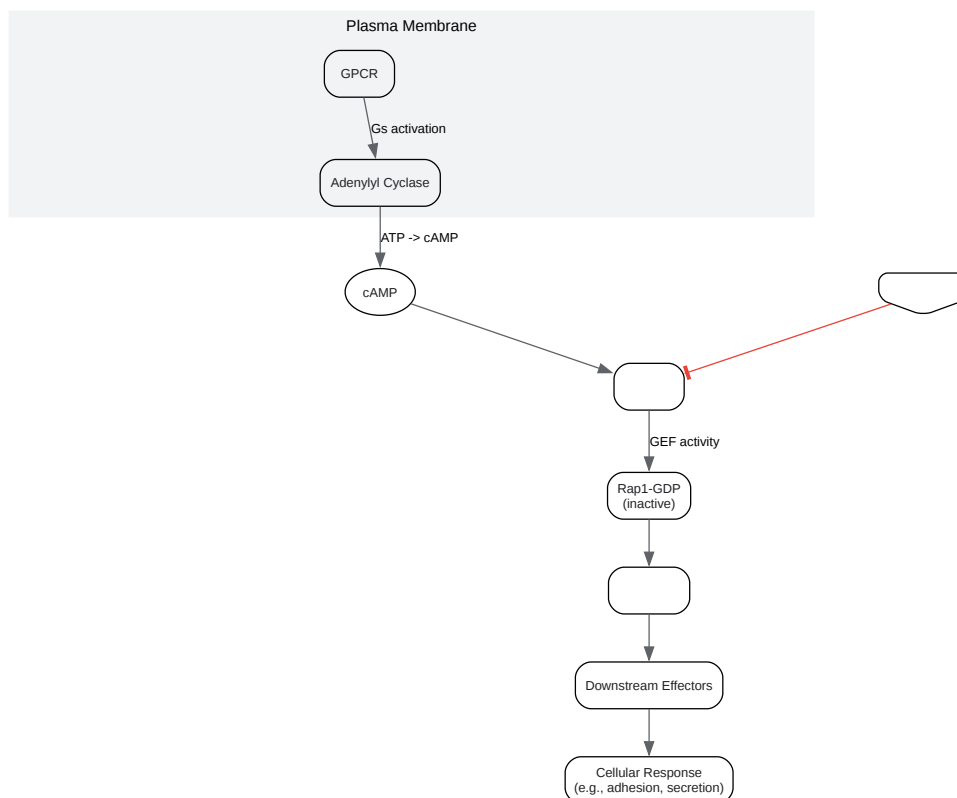 Plasma Membrane
GPCR
Gs activation
Adenylyl Cyclase
ATP -> cAMP
cAMP
GEF activity
Rap1-GDP
(inactive)
Downstream Effectors
Cellular Response
(e.g., adhesion, secretion)